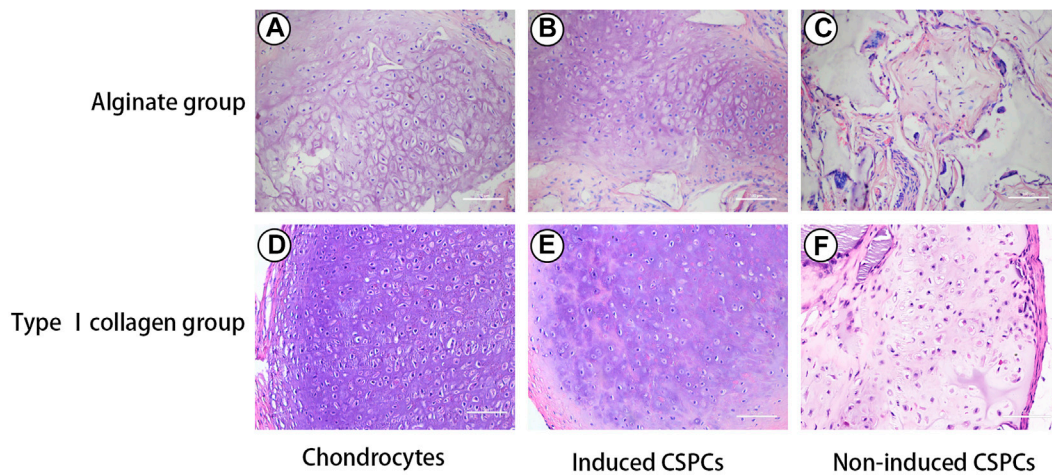 A
B
C
Alginate group
D
E
F
Type I collagen group
Chondrocytes
Induced CSPCs
Non-induced CSPCs